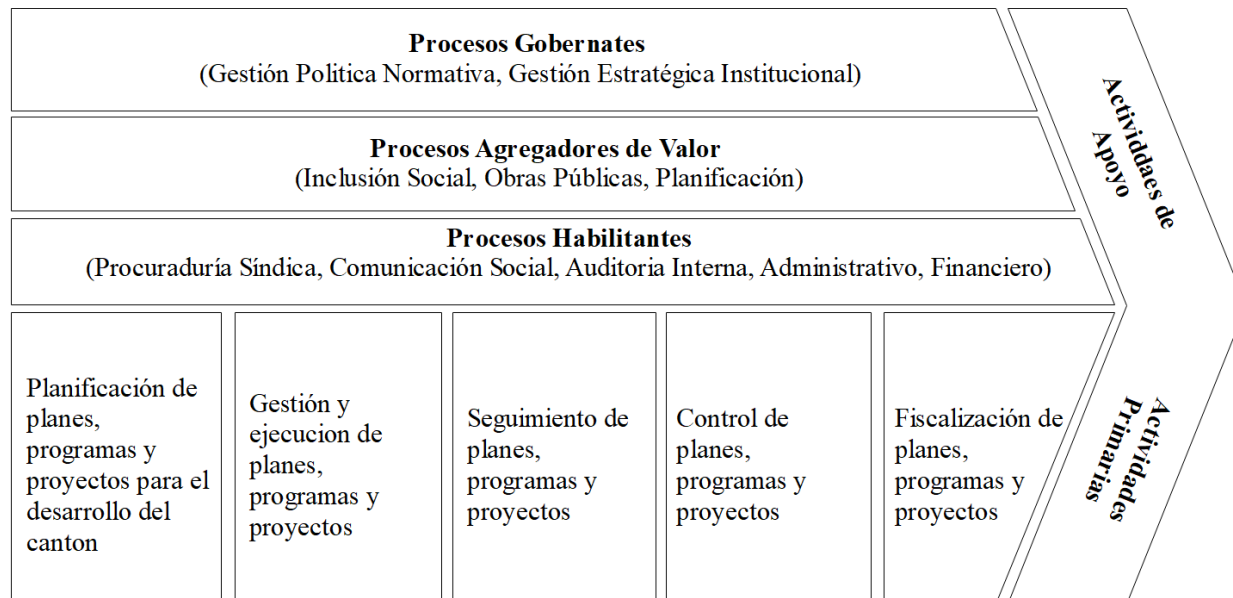 Procesos Gobernates
(Gestión Politica Normativa, Gestión Estratégica Institucional)
Procesos Agregadores de Valor
(Inclusión Social, Obras Públicas, Planificación)
Procesos Habilitantes
(Procuraduría Síndica, Comunicación Social, Auditoria Interna, Administrativo, Financiero)
Actividdaes de
Apoyo
Planificación de
planes,
programas y
proyectos para el
desarrollo del
canton
Gestión y
ejecucion de
planes,
programas y
proyectos
Seguimiento de
planes,
programas y
proyectos
Control de
planes,
programas y
proyectos
Fiscalización de
planes,
programas y
proyectos
Actividades
Primarias